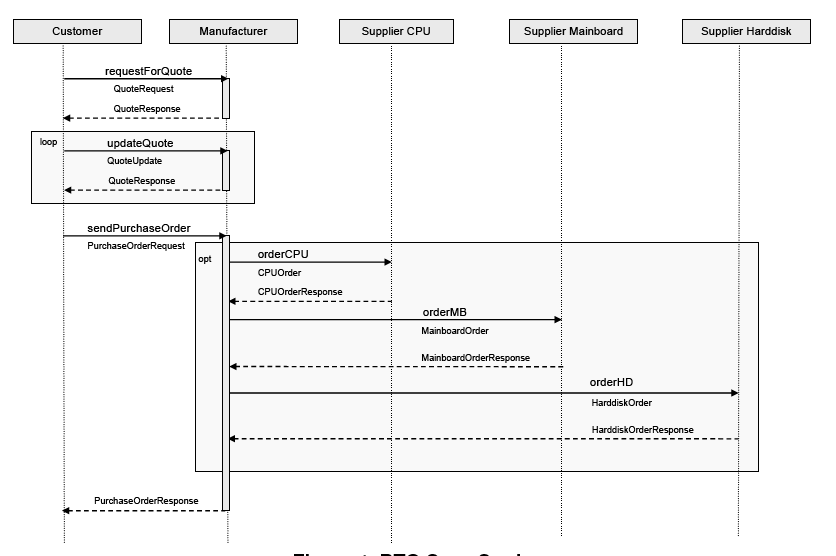 Customer
Manufacturer
Supplier CPU
Supplier Mainboard
Supplier Harddisk
requestForQuote
QuoteRequest
QuoteResponse
loop
updateQuote
QuoteUpdate
QuoteResponse
sendPurchaseOrder
PurchaseOrderRequest
opt
orderCPU
CPUOrder
CPUOrderResponse
orderMB
MainboardOrder
MainboardOrderResponse
orderHD
HarddiskOrder
HarddiskOrderResponse
PurchaseOrderResponse